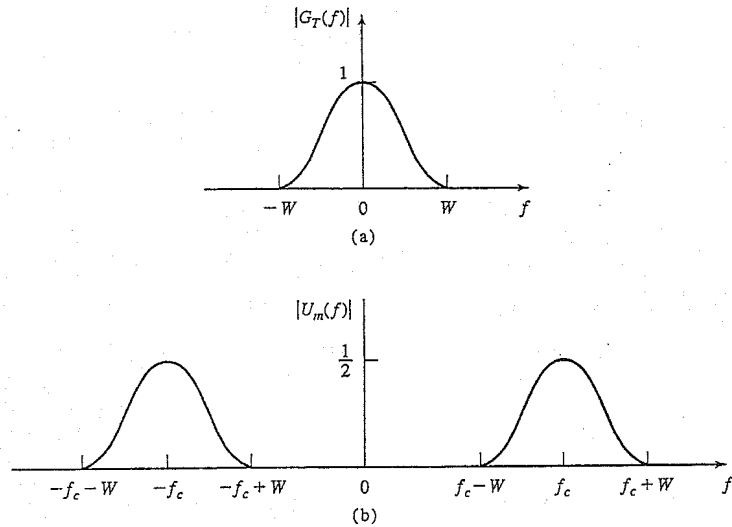 |G_T(f)|
1
−W 0 W f
(a)
|U_m(f)|
1/2
−f_c−W −f_c −f_c+W 0 f_c−W f_c f_c+W f
(b)